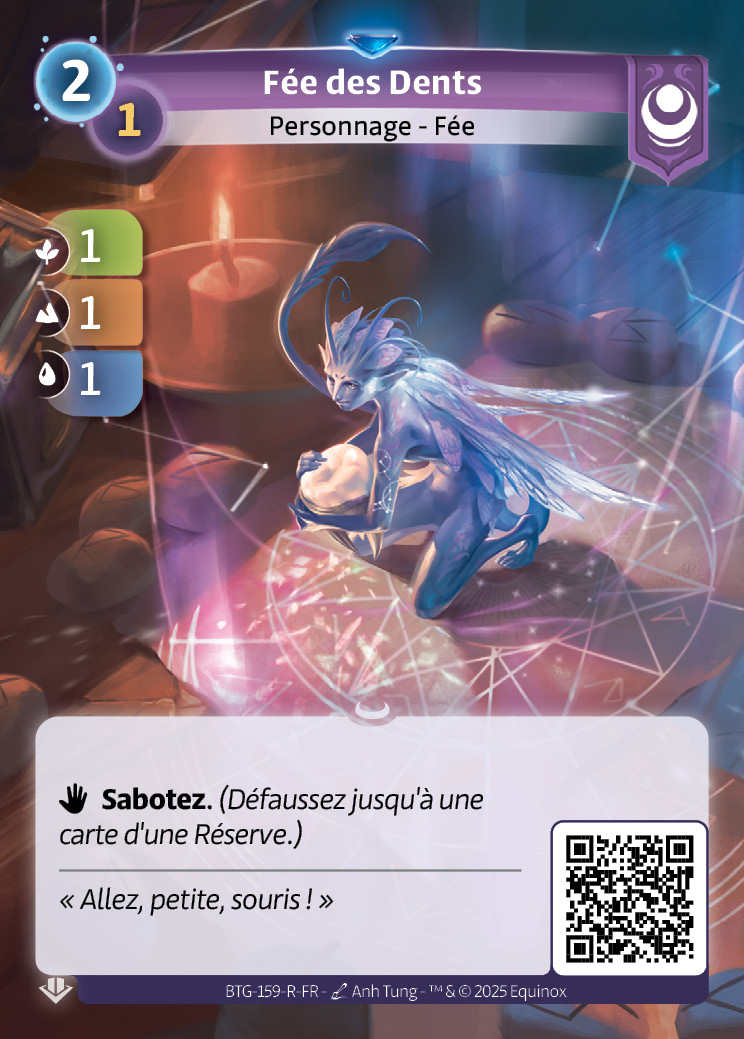 2
Fée des Dents
1
Personnage - Fée
1
1
1
Sabotez. (Défaussez jusqu'à une
carte d'une Réserve.)
« Allez, petite, souris ! »
BTG-159-R-FR - Anh Tung - ™ & © 2025 Equinox